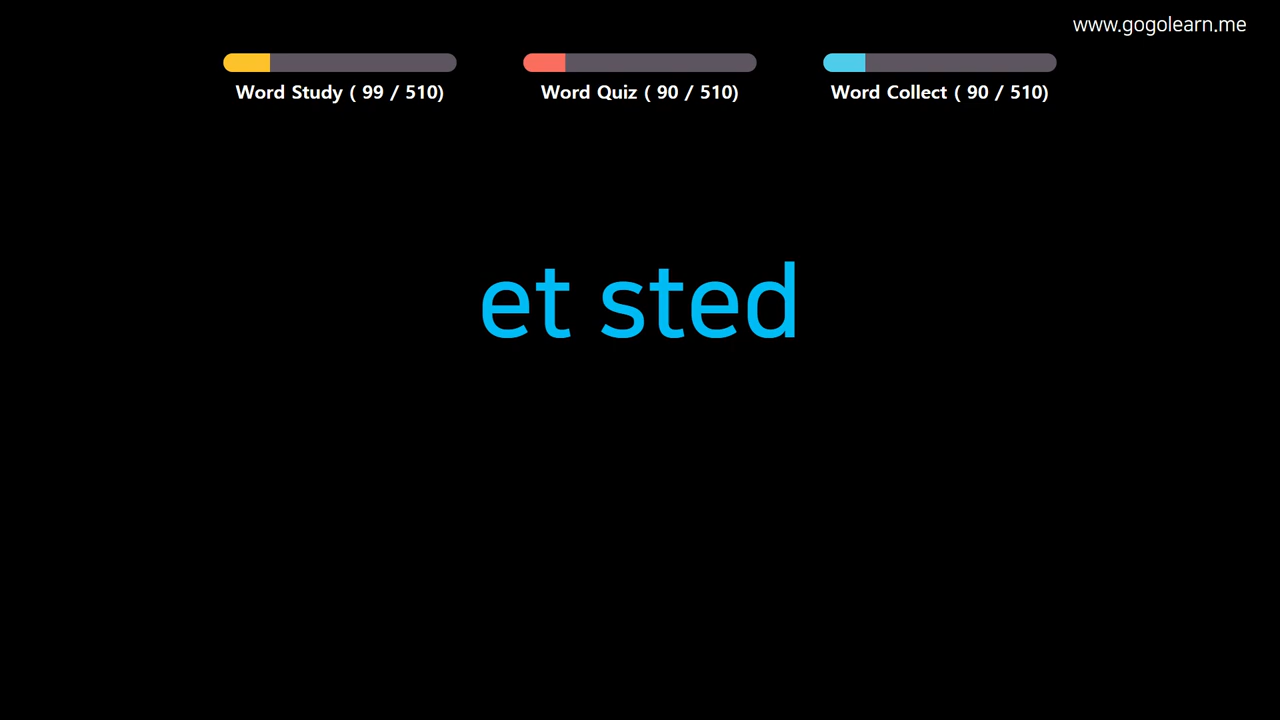 www.gogolearn.me
Word Study ( 99 / 510)
Word Quiz ( 90 / 510)
Word Collect ( 90 / 510)
et sted